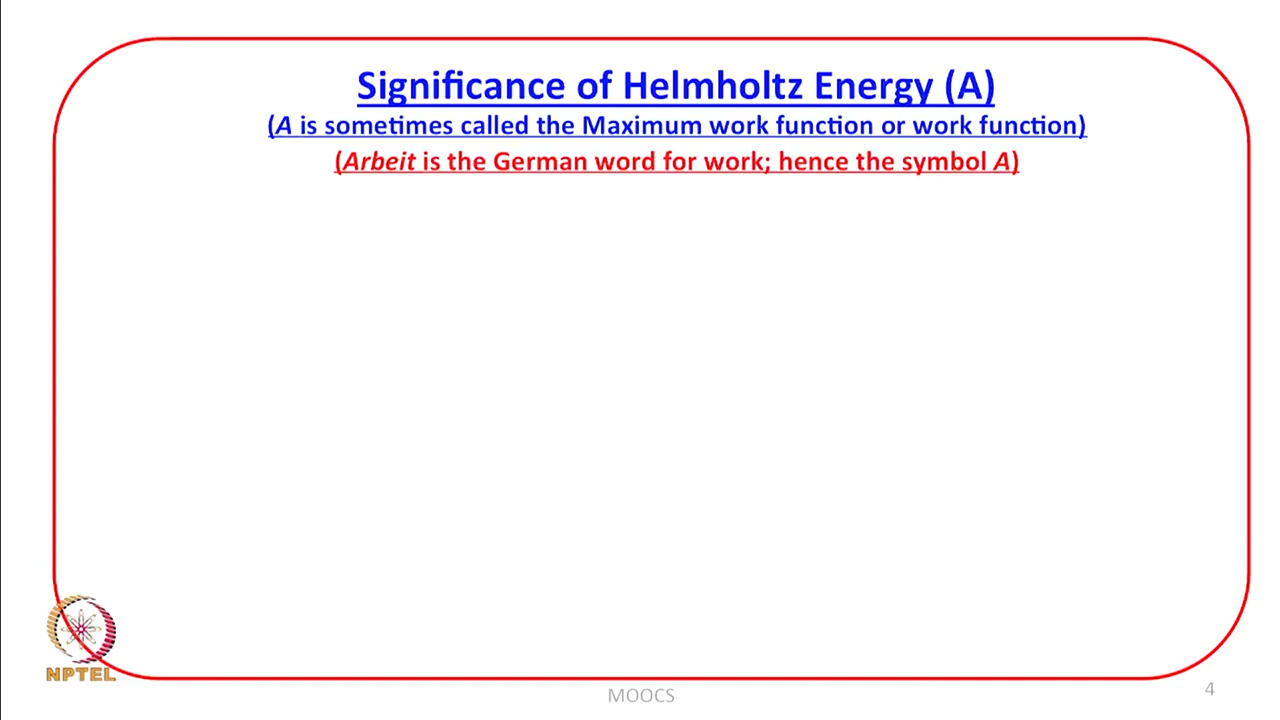 Significance of Helmholtz Energy (A)
(A is sometimes called the Maximum work function or work function)
(Arbeit is the German word for work; hence the symbol A)
NPTEL
MOOCS
4